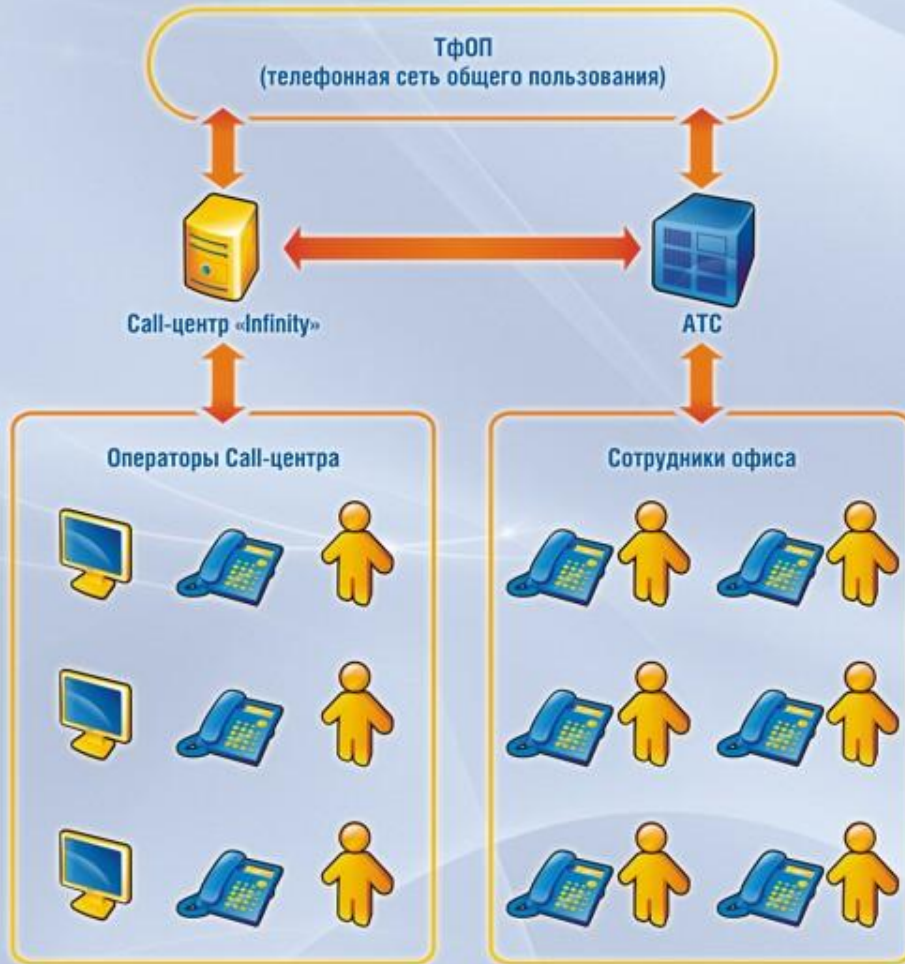 ТфОП
(телефонная сеть общего пользования)
Call-центр «Infinity»
АТС
Операторы Call-центра
Сотрудники офиса